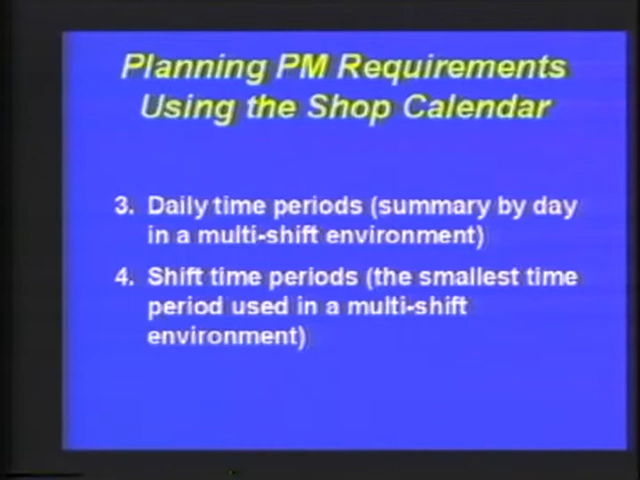 Planning PM Requirements
Using the Shop Calendar
3. Daily time periods (summary by day
in a multi-shift environment)
4. Shift time periods (the smallest time
period used in a multi-shift
environment)